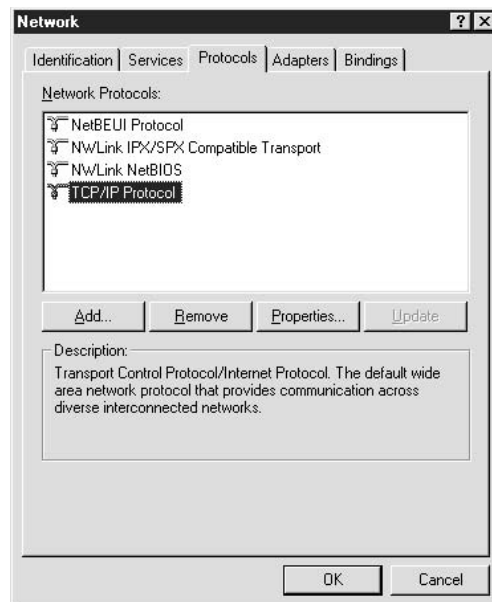 Network
? ×
Identification Services Protocols Adapters Bindings
Network Protocols:
NetBEUI Protocol
NWLink IPX/SPX Compatible Transport
NWLink NetBIOS
TCP/IP Protocol
Add... Remove Properties... Update
Description:
Transport Control Protocol/Internet Protocol. The default wide
area network protocol that provides communication across
diverse interconnected networks.
OK Cancel